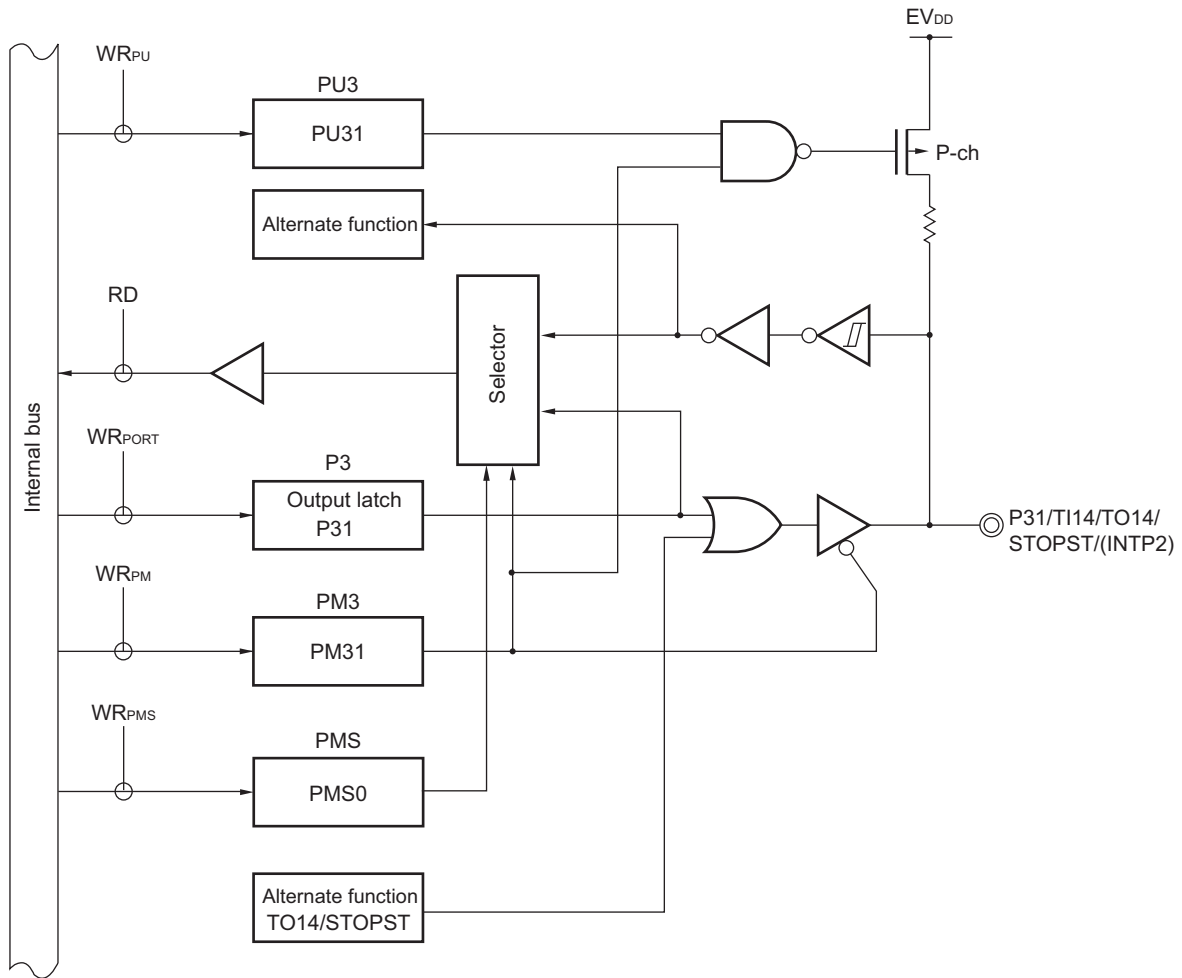 EVDD
WRPU
PU3
PU31
P-ch
Alternate function
RD
Selector
Internal bus
WRPORT
P3
Output latch
P31
P31/TI14/TO14/
STOPST/(INTP2)
WRPM
PM3
PM31
WRPMS
PMS
PMS0
Alternate function
TO14/STOPST